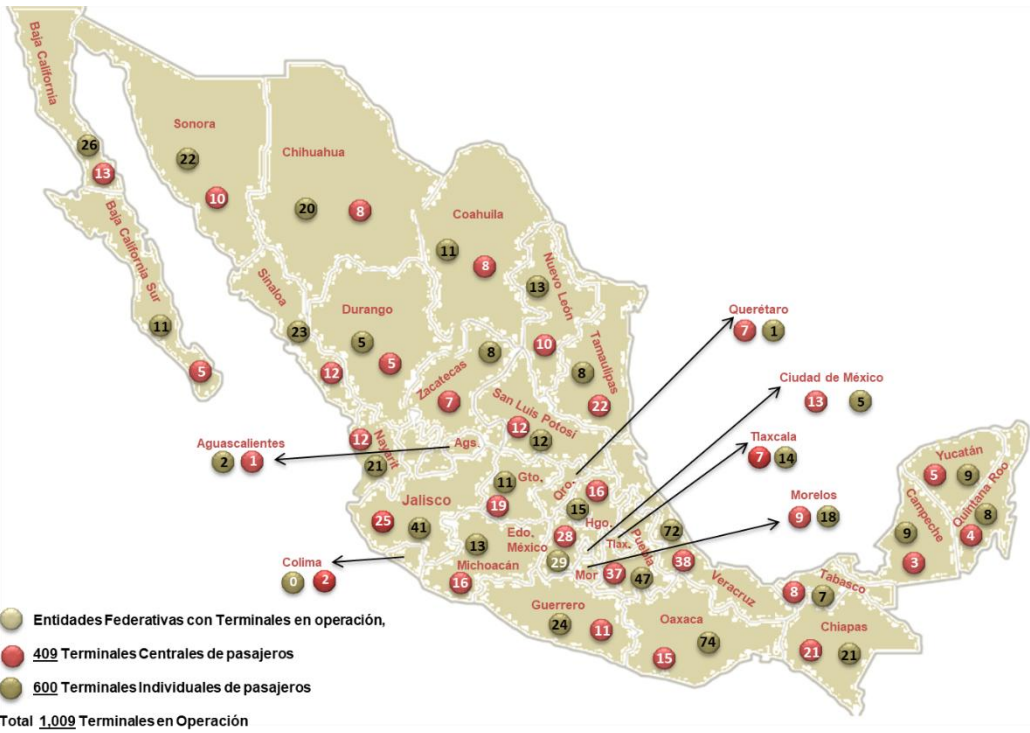 Baja California
26
13
Sonora
22
10
Chihuahua
20
8
Coahuila
11
8
Nuevo León
13
10
Baja California Sur
11
5
Sinaloa
23
12
Durango
5
5
Zacatecas
8
7
Tamaulipas
8
22
San Luis Potosí
12
12
Querétaro
7 1
Ciudad de México
13 5
Tlaxcala
7 14
Morelos
9 18
Aguascalientes
2 1
Ags.
Nayarit
12
21
Jalisco
25
41
Gto.
11
19
Qro.
16
15
Hgo.
Edo.
México
28
29
Tlax.
Mor
Puebla
37
47
72
38
Veracruz
Michoacán
13
16
Colima
0 2
Guerrero
24
11
Oaxaca
74
15
Tabasco
8
7
Chiapas
21
21
Campeche
9
3
Yucatán
5
9
Quintana Roo
8
4
Entidades Federativas con Terminales en operación,
409 Terminales Centrales de pasajeros
600 Terminales Individuales de pasajeros
Total 1,009 Terminales en Operación